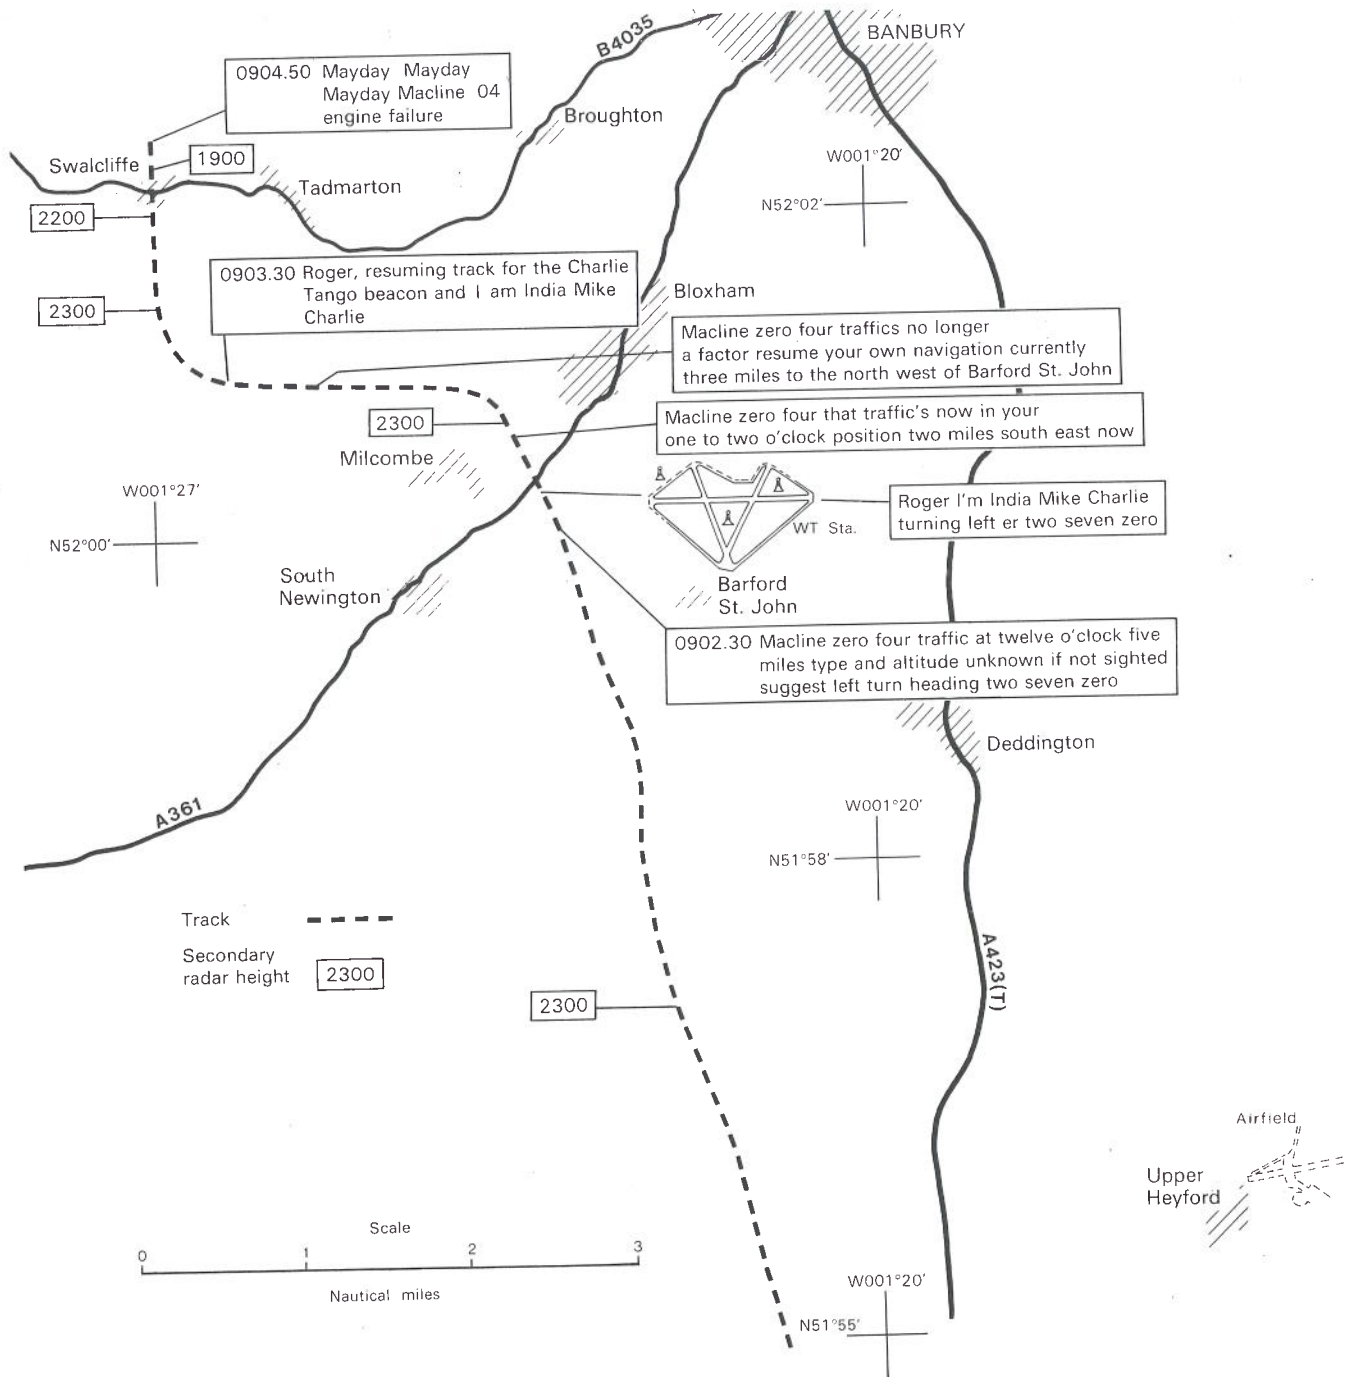 BANBURY
B4035
0904.50 Mayday Mayday
Mayday Macline 04
engine failure
Broughton
Swalcliffe
1900
W001°20'
Tadmarton
N52°02'
2200
0903.30 Roger, resuming track for the Charlie
Tango beacon and I am India Mike
Charlie
Bloxham
2300
Macline zero four traffics no longer
a factor resume your own navigation currently
three miles to the north west of Barford St. John
2300
Macline zero four that traffic's now in your
one to two o'clock position two miles south east now
Milcombe
W001°27'
Roger I'm India Mike Charlie
turning left er two seven zero
WT Sta.
N52°00'
South
Newington
Barford
St. John
0902.30 Macline zero four traffic at twelve o'clock five
miles type and altitude unknown if not sighted
suggest left turn heading two seven zero
Deddington
A361
W001°20'
N51°58'
Track
Secondary
radar height 2300
A423(T)
2300
Airfield
Upper
Heyford
Scale
0 1 2 3
Nautical miles
W001°20'
N51°55'